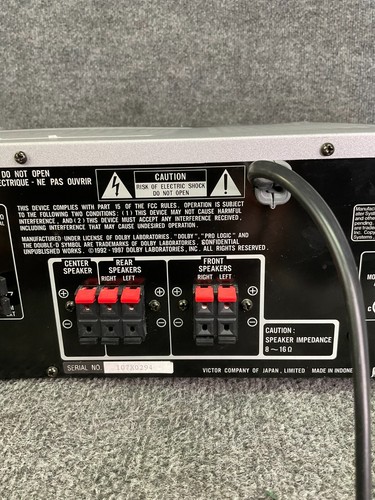 DO NOT OPEN
ECTRIQUE - NE PAS OUVRIR
CAUTION
RISK OF ELECTRIC SHOCK
DO NOT OPEN
THIS DEVICE COMPLIES WITH PART 15 OF THE FCC RULES. OPERATION IS SUBJECT
TO THE FOLLOWING TWO CONDITIONS: (1) THIS DEVICE MAY NOT CAUSE HARMFUL
INTERFERENCE, AND (2) THIS DEVICE MUST ACCEPT ANY INTERFERENCE RECEIVED,
INCLUDING INTERFERENCE THAT MAY CAUSE UNDESIRED OPERATION.
MANUFACTURED UNDER LICENSE OF DOLBY LABORATORIES. "DOLBY", "PRO LOGIC" AND
THE DOUBLE-D SYMBOL ARE TRADEMARKS OF DOLBY LABORATORIES, CONFIDENTIAL
UNPUBLISHED WORKS. ©1992-1997 DOLBY LABORATORIES, INC. ALL RIGHTS RESERVED.
CENTER
SPEAKER
REAR
SPEAKERS
RIGHT LEFT
FRONT
SPEAKERS
RIGHT LEFT
+
+
+
+
−
−
−
−
CAUTION:
SPEAKER IMPEDANCE
8～16Ω
SERIAL NO.
VICTOR COMPANY OF JAPAN, LIMITED MADE IN INDONE